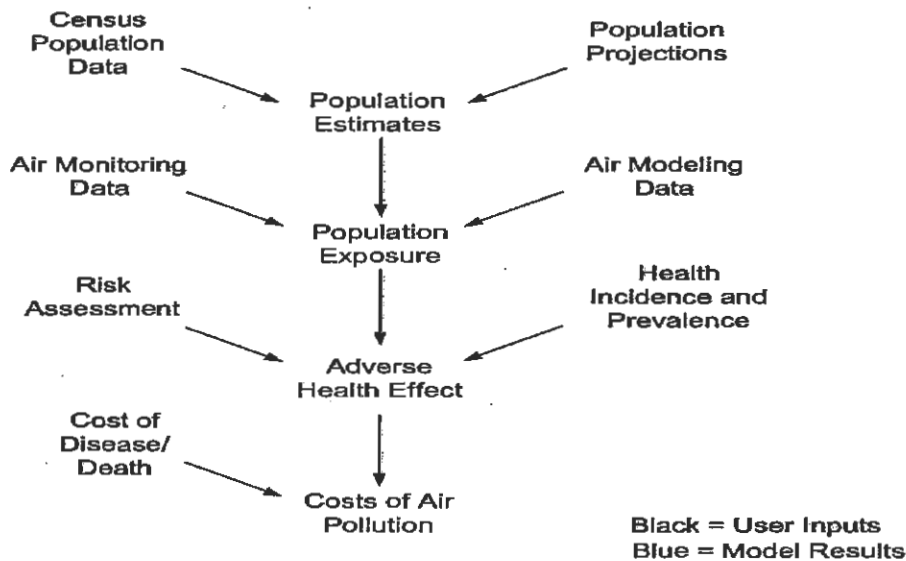 Census
Population
Data
Population
Projections
Population
Estimates
Air Monitoring
Data
Air Modeling
Data
Population
Exposure
Risk
Assessment
Health
Incidence and
Prevalence
Adverse
Health Effect
Cost of
Disease/
Death
Costs of Air
Pollution
Black = User Inputs
Blue = Model Results